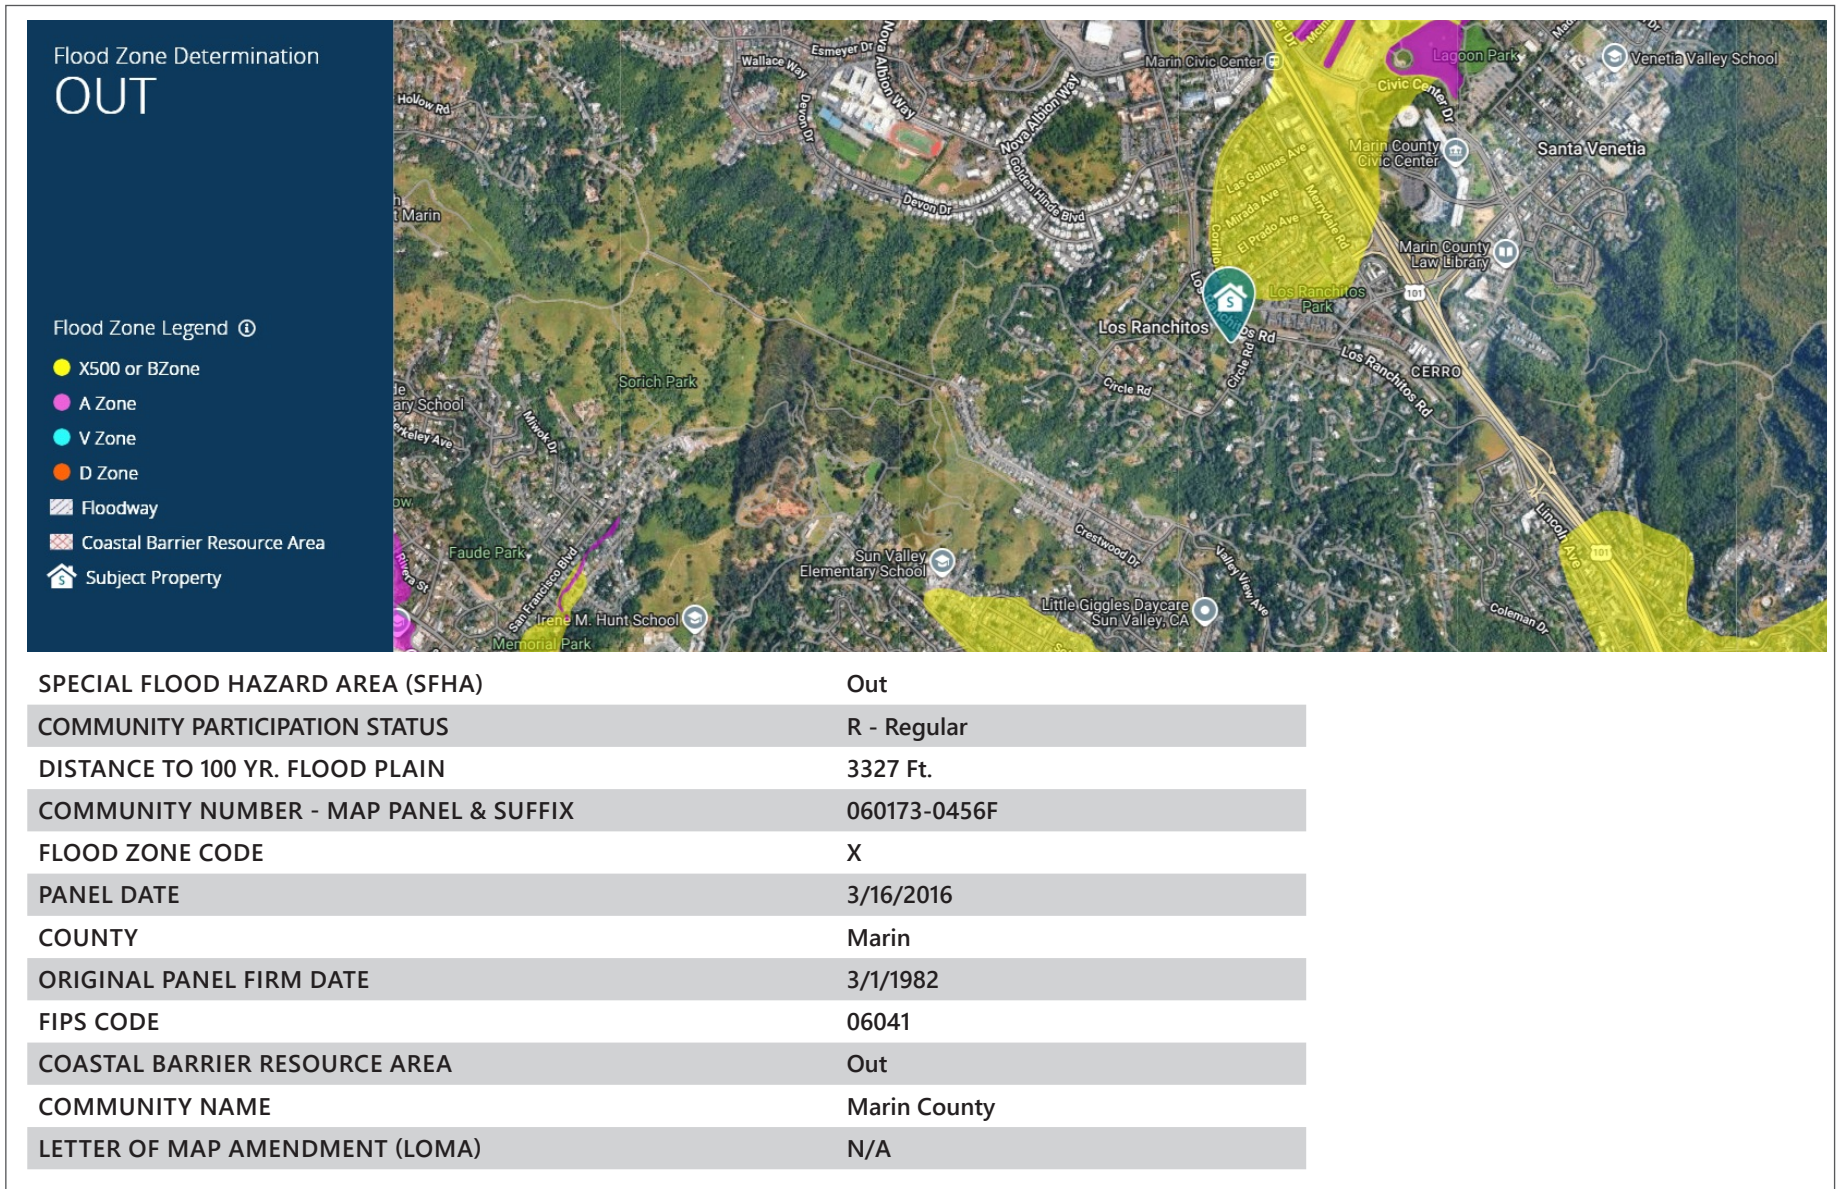 Flood Zone Determination
OUT
Flood Zone Legend
X500 or BZone
A Zone
V Zone
D Zone
Floodway
Coastal Barrier Resource Area
S Subject Property
Hollow Rd
Wallace Way
Esmeyer Dr
Nova Albion Way
Devon Dr
Nova Albion Way
Golden Hinde Blvd
Devon Dr
Marin Civic Center
Civic Center Dr
Lagoon Park
Venetia Valley School
Marin County
Civic Center
Santa Venetia
Las Gallinas Ave
Mirada Ave
El Prado Ave
Merrydale Rd
Marin County
Law Library
Los Ranchitos
Park
101
S
Los Ranchitos
Los Ranchitos Rd
CERRO
Circle Rd
Circle Rd
t Marin
Sorich Park
ary School
Miwok Dr
Faude Park
San Francisco Blvd
Irene M. Hunt School
Memorial Park
Sun Valley
Elementary School
Crestwood Dr
Valley View Ave
Little Giggles Daycare
Sun Valley, CA
Lincoln Ave
101
Coleman Dr
SPECIAL FLOOD HAZARD AREA (SFHA) Out
COMMUNITY PARTICIPATION STATUS R - Regular
DISTANCE TO 100 YR. FLOOD PLAIN 3327 Ft.
COMMUNITY NUMBER - MAP PANEL & SUFFIX 060173-0456F
FLOOD ZONE CODE X
PANEL DATE 3/16/2016
COUNTY Marin
ORIGINAL PANEL FIRM DATE 3/1/1982
FIPS CODE 06041
COASTAL BARRIER RESOURCE AREA Out
COMMUNITY NAME Marin County
LETTER OF MAP AMENDMENT (LOMA) N/A